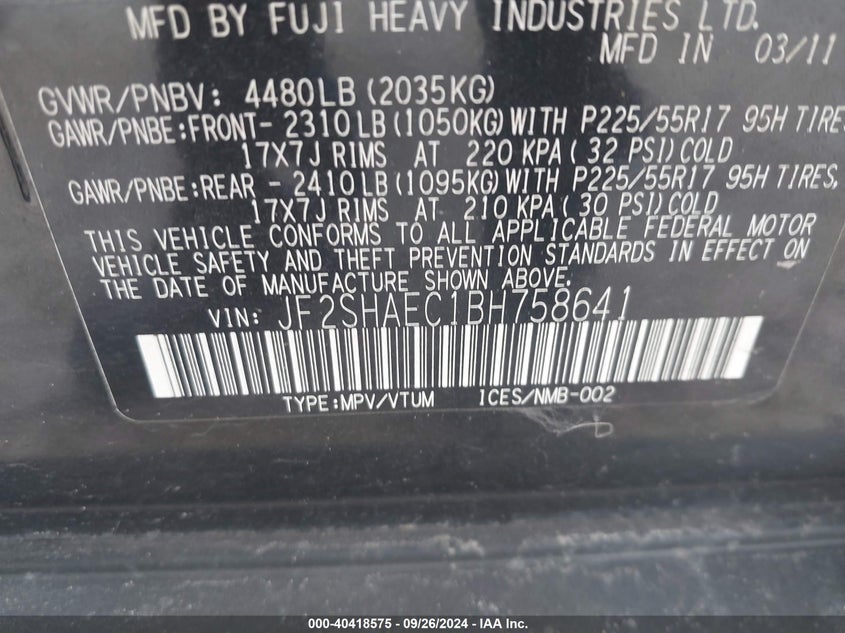 MFD BY FUJI HEAVY INDUSTRIES LTD.
MFD IN 03/11
GVWR/PNBV: 4480LB (2035KG)
GAWR/PNBE:FRONT- 2310LB (1050KG) WITH P225/55R17 95H TIRES
17X7J RIMS AT 220 KPA ( 32 PSI) COLD
GAWR/PNBE:REAR - 2410LB (1095KG) WITH P225/55R17 95H TIRES,
17X7J RIMS AT 210 KPA ( 30 PSI) COLD
THIS VEHICLE CONFORMS TO ALL APPLICABLE FEDERAL MOTOR
VEHICLE SAFETY AND THEFT PREVENTION STANDARDS IN EFFECT ON
THE DATE OF MANUFACTURE SHOWN ABOVE.
VIN: JF2SHAEC1BH758641
TYPE:MPV/VTUM ICES/NMB-002
000-40418575 - 09/26/2024 - IAA Inc.